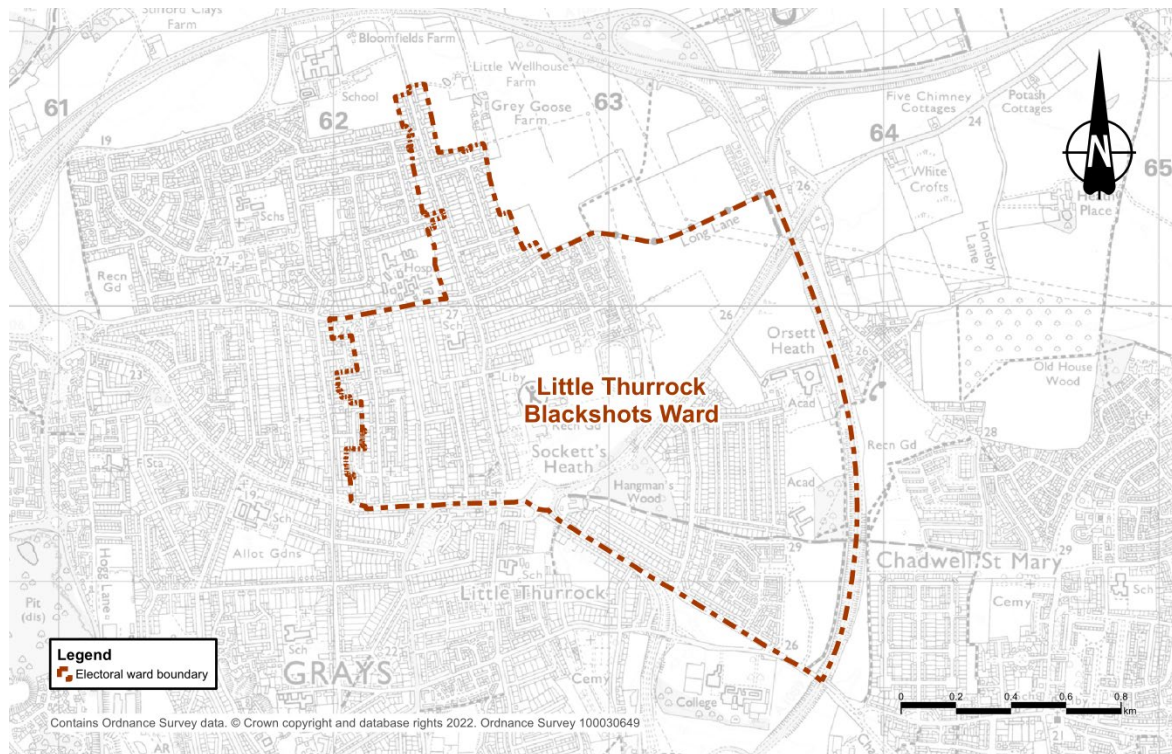 Stifford Clays
Farm
Bloomfields Farm
Little Wellhouse
Farm
School
Grey Goose
Farm
61
62
63
64
65
19
Five Chimney
Cottages
Potash
Cottages
24
N
White
Crofts
Place
Hornsby
Lane
26
Long Lane
Schs
Recn
Gd
27
27
Sch
26
Orsett
Heath
26
Old House
Wood
Liby
Little Thurrock
Blackshots Ward
Acad
Recn Gd
Sockett's
Heath
Recn Gd
28
Hangman's
Wood
Acad
Sch
27
Allot Gdns
Hogg Lane
29
29
Chadwell St Mary
Sch
Little Thurrock
Cemy
Sch
Pit
(dis)
26
Legend
Electoral ward boundary
Sch
GRAYS
Cemy
College
0 0.2 0.4 0.6 0.8
km
21
Contains Ordnance Survey data. © Crown copyright and database rights 2022. Ordnance Survey 100030649